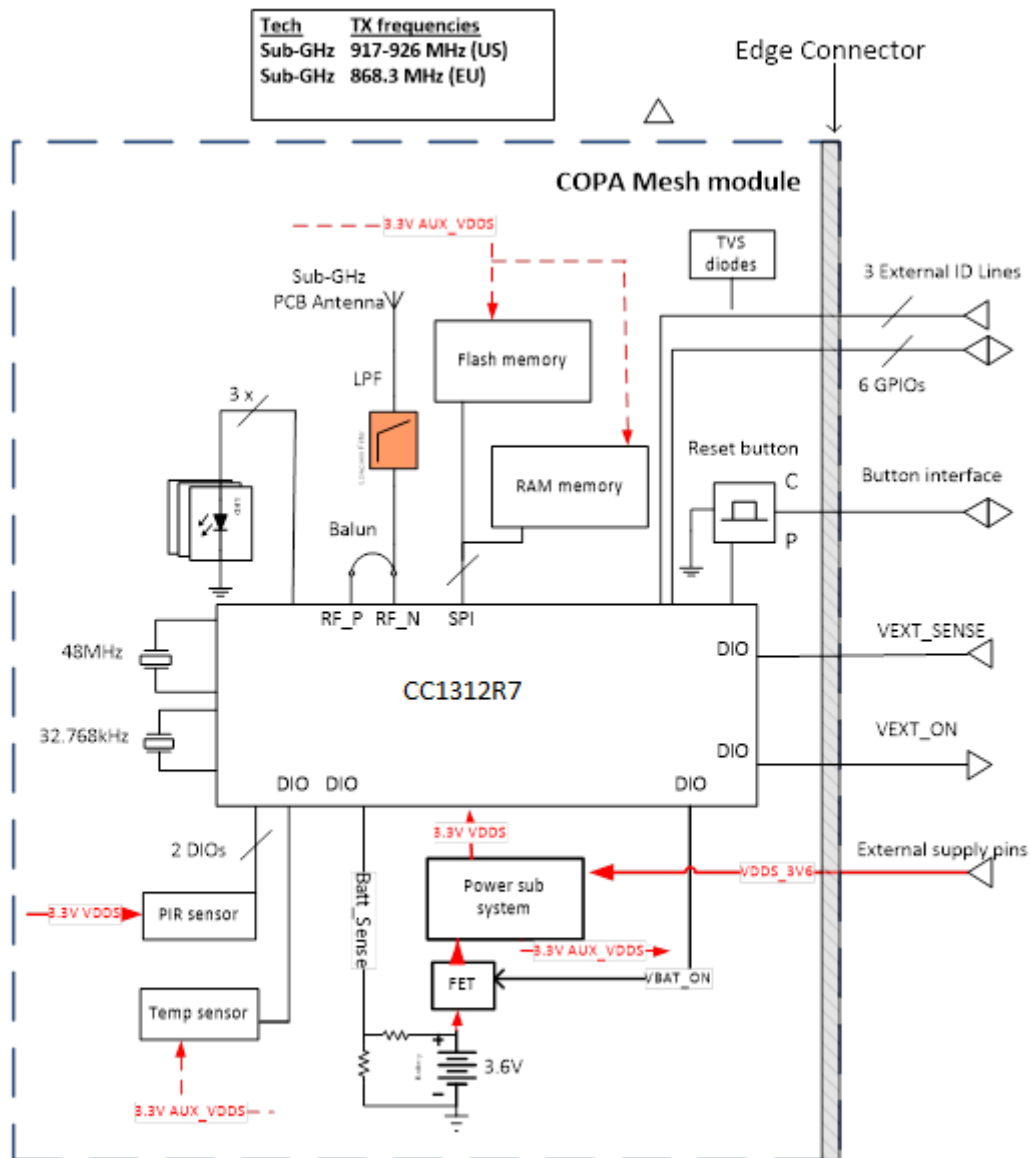 Tech TX frequencies
Sub-GHz 917-926 MHz (US)
Sub-GHz 868.3 MHz (EU)
Edge Connector
COPA Mesh module
3.3V AUX_VDDS
TVS
diodes
Sub-GHz
PCB Antenna
3 External ID Lines
Flash memory
6 GPIOs
LPF
3 x
Reset button
C
Button interface
RAM memory
P
Balun
RF_P RF_N SPI
VEXT_SENSE
DIO
48MHz
CC1312R7
32.768kHz
VEXT_ON
DIO
DIO DIO
DIO
3.3V VDDS
2 DIOs
External supply pins
VDDS_3V6
Power sub
system
Batt_Sense
3.3V VDDS
PIR sensor
3.3V AUX_VDDS
FET
VBAT_ON
Temp sensor
+
Battery
3.6V
-
3.3V AUX_VDDS